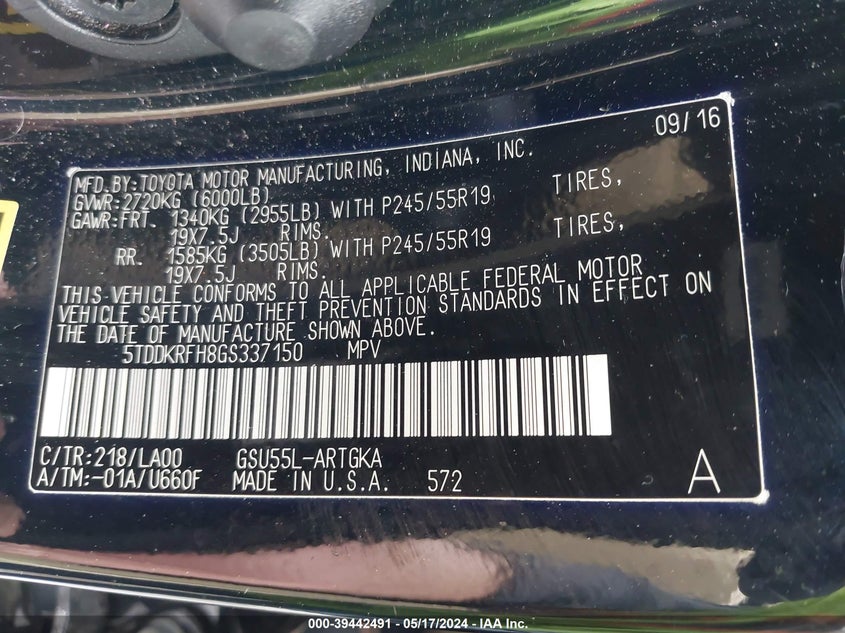 09/16
MFD.BY:TOYOTA MOTOR MANUFACTURING, INDIANA, INC.
GVWR:2720KG (6000LB)
GAWR:FRT. 1340KG (2955LB) WITH P245/55R19 TIRES,
19X7.5J RIMS.
RR. 1585KG (3505LB) WITH P245/55R19 TIRES,
19X7.5J RIMS.
THIS VEHICLE CONFORMS TO ALL APPLICABLE FEDERAL MOTOR
VEHICLE SAFETY AND THEFT PREVENTION STANDARDS IN EFFECT ON
THE DATE OF MANUFACTURE SHOWN ABOVE.
5TDDKRFH8GS337150 MPV
C/TR:218/LA00 GSU55L-ARTGKA
A/TM:-01A/U660F MADE IN U.S.A. 572 A
000-39442491 - 05/17/2024 - IAA Inc.